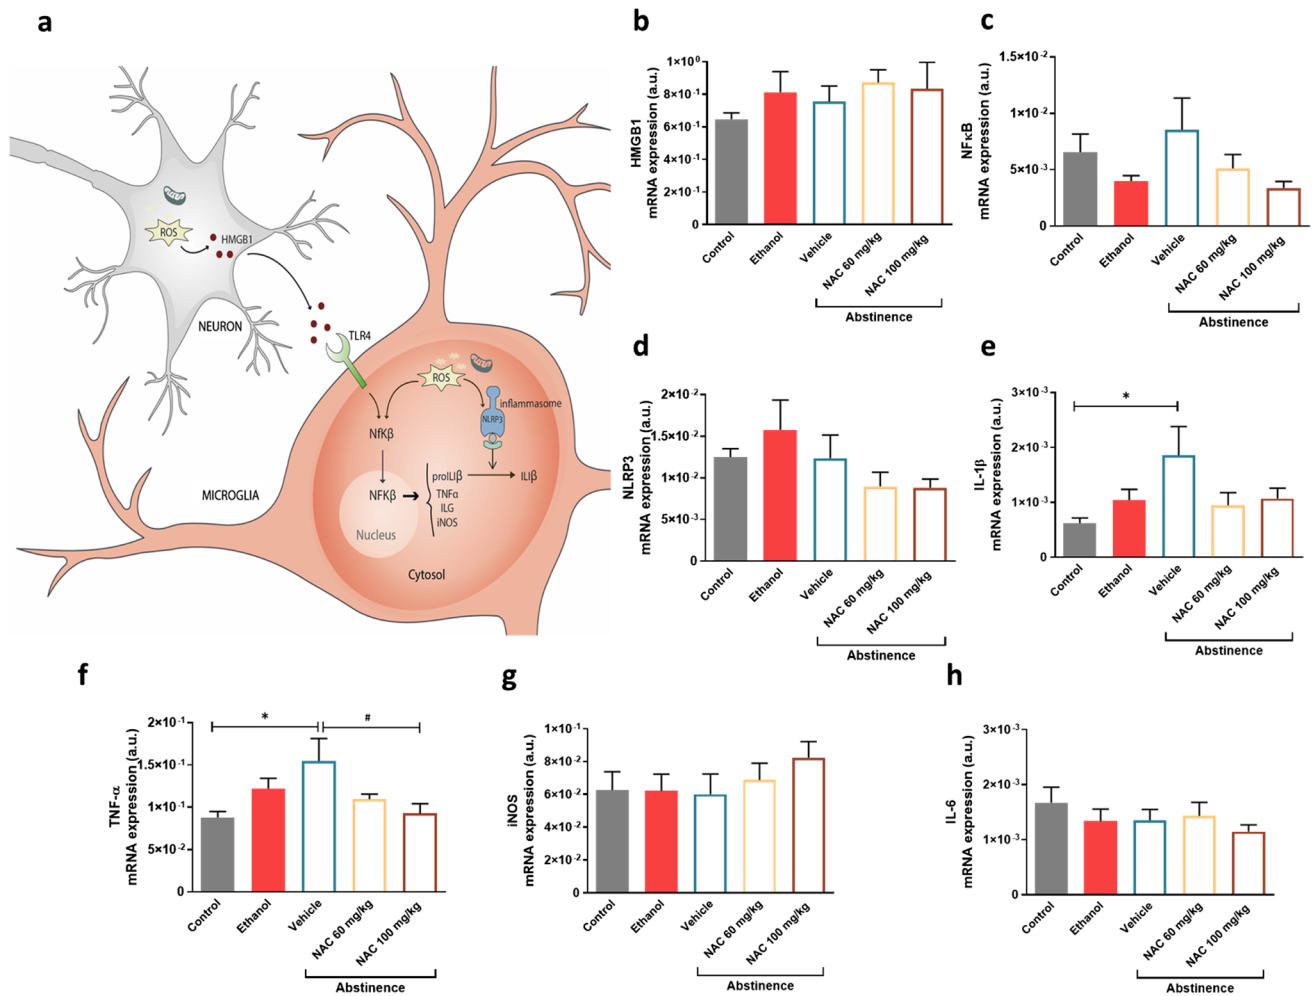 a
ROS
HMGB1
NEURON
TLR4
ROS
inflammasome
NLRP3
NfKβ
proILIβ
ILIβ
NFKβ
TNFα
ILG
iNOS
MICROGLIA
Nucleus
Cytosol
b
HMGB1
mRNA expression (a.u.)
1×10⁰
8×10⁻¹
6×10⁻¹
4×10⁻¹
2×10⁻¹
0
Control
Ethanol
Vehicle
NAC 60 mg/kg
NAC 100 mg/kg
Abstinence
c
NFκB
mRNA expression (a.u.)
1.5×10⁻²
1×10⁻²
5×10⁻³
0
Control
Ethanol
Vehicle
NAC 60 mg/kg
NAC 100 mg/kg
Abstinence
d
NLRP3
mRNA expression (a.u.)
2×10⁻²
1.5×10⁻²
1×10⁻²
5×10⁻³
0
Control
Ethanol
Vehicle
NAC 60 mg/kg
NAC 100 mg/kg
Abstinence
e
IL-1β
mRNA expression (a.u.)
3×10⁻³
2×10⁻³
1×10⁻³
0
*
Control
Ethanol
Vehicle
NAC 60 mg/kg
NAC 100 mg/kg
Abstinence
f
TNF-α
mRNA expression (a.u.)
2×10⁻¹
1.5×10⁻¹
1×10⁻¹
5×10⁻²
0
* #
Control
Ethanol
Vehicle
NAC 60 mg/kg
NAC 100 mg/kg
Abstinence
g
iNOS
mRNA expression (a.u.)
1×10⁻¹
8×10⁻²
6×10⁻²
4×10⁻²
2×10⁻²
0
Control
Ethanol
Vehicle
NAC 60 mg/kg
NAC 100 mg/kg
Abstinence
h
IL-6
mRNA expression (a.u.)
3×10⁻³
2×10⁻³
1×10⁻³
0
Control
Ethanol
Vehicle
NAC 60 mg/kg
NAC 100 mg/kg
Abstinence